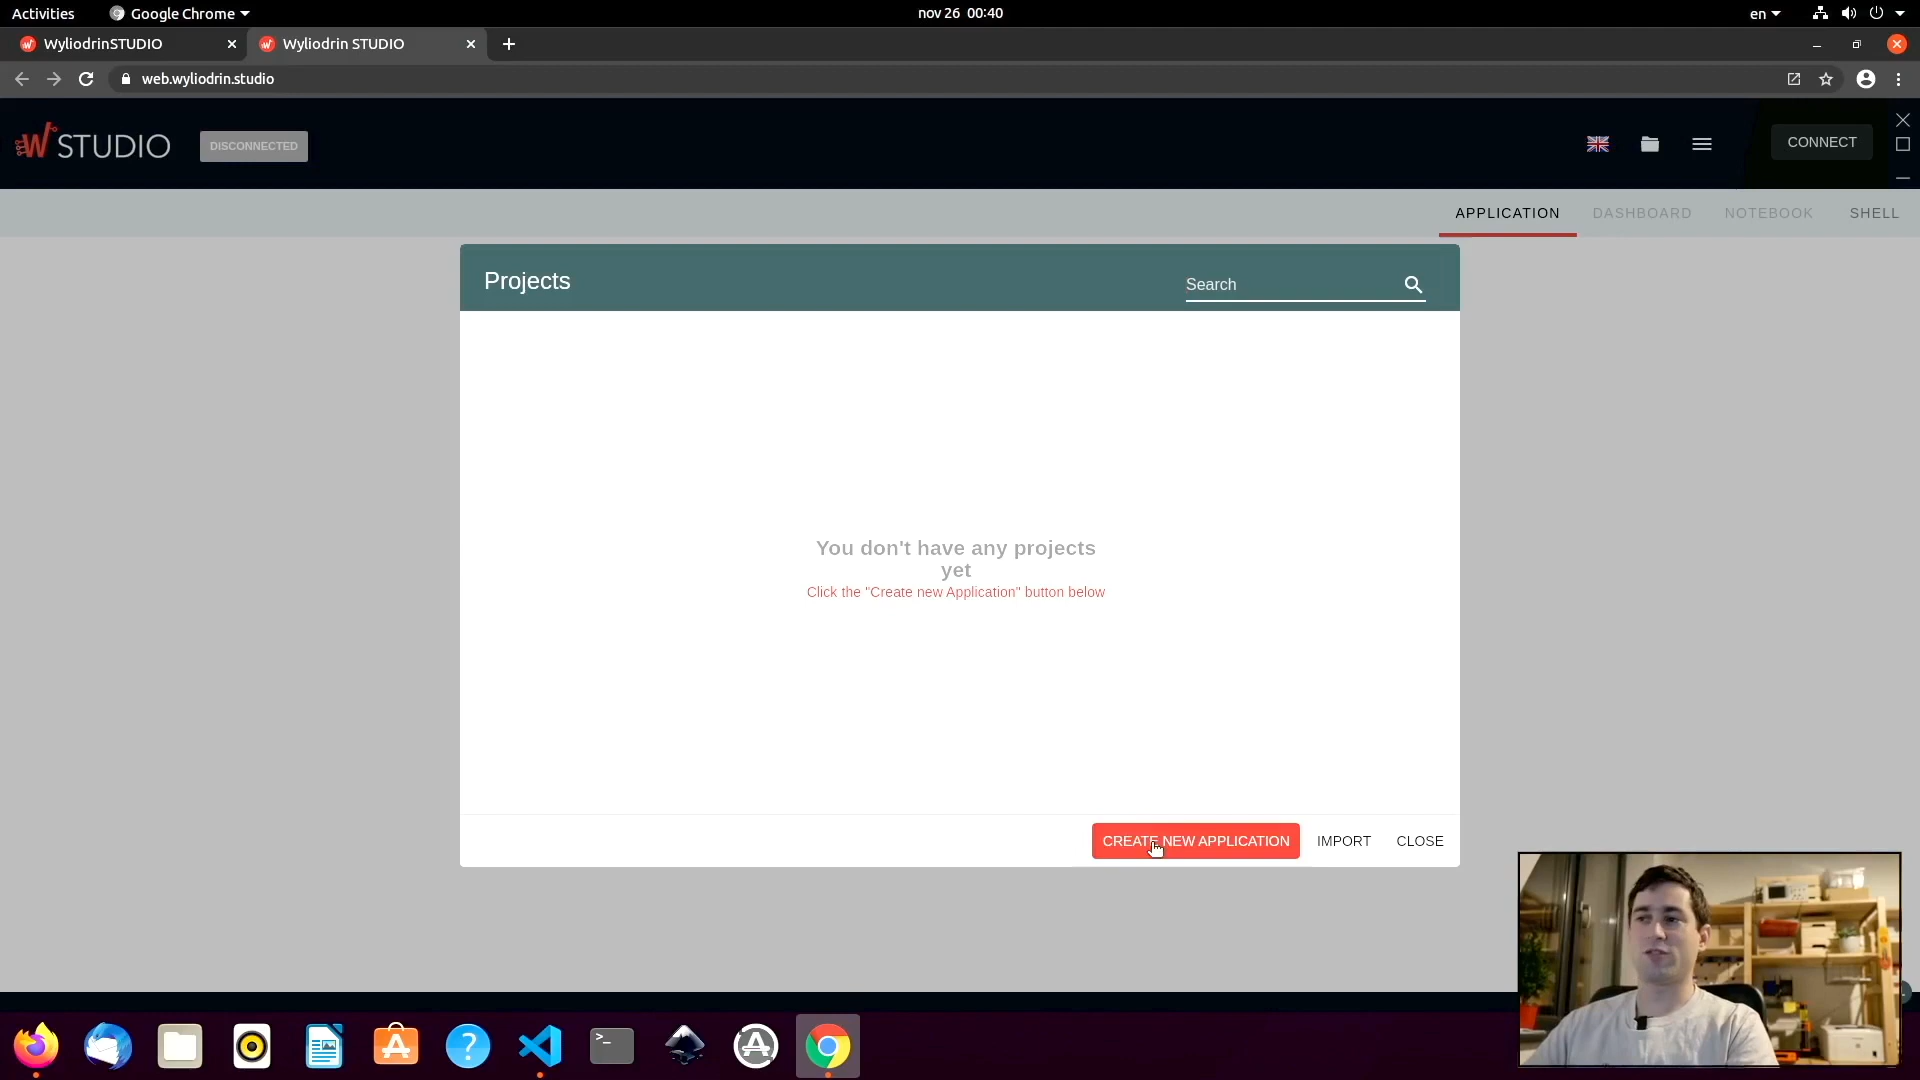 Activities
Google Chrome
nov 26 00:40
en
WyliodrinSTUDIO
Wyliodrin STUDIO
web.wyliodrin.studio
W STUDIO
DISCONNECTED
CONNECT
APPLICATION
DASHBOARD
NOTEBOOK
SHELL
Projects
Search
You don't have any projects
yet
Click the "Create new Application" button below
CREATE NEW APPLICATION
IMPORT
CLOSE